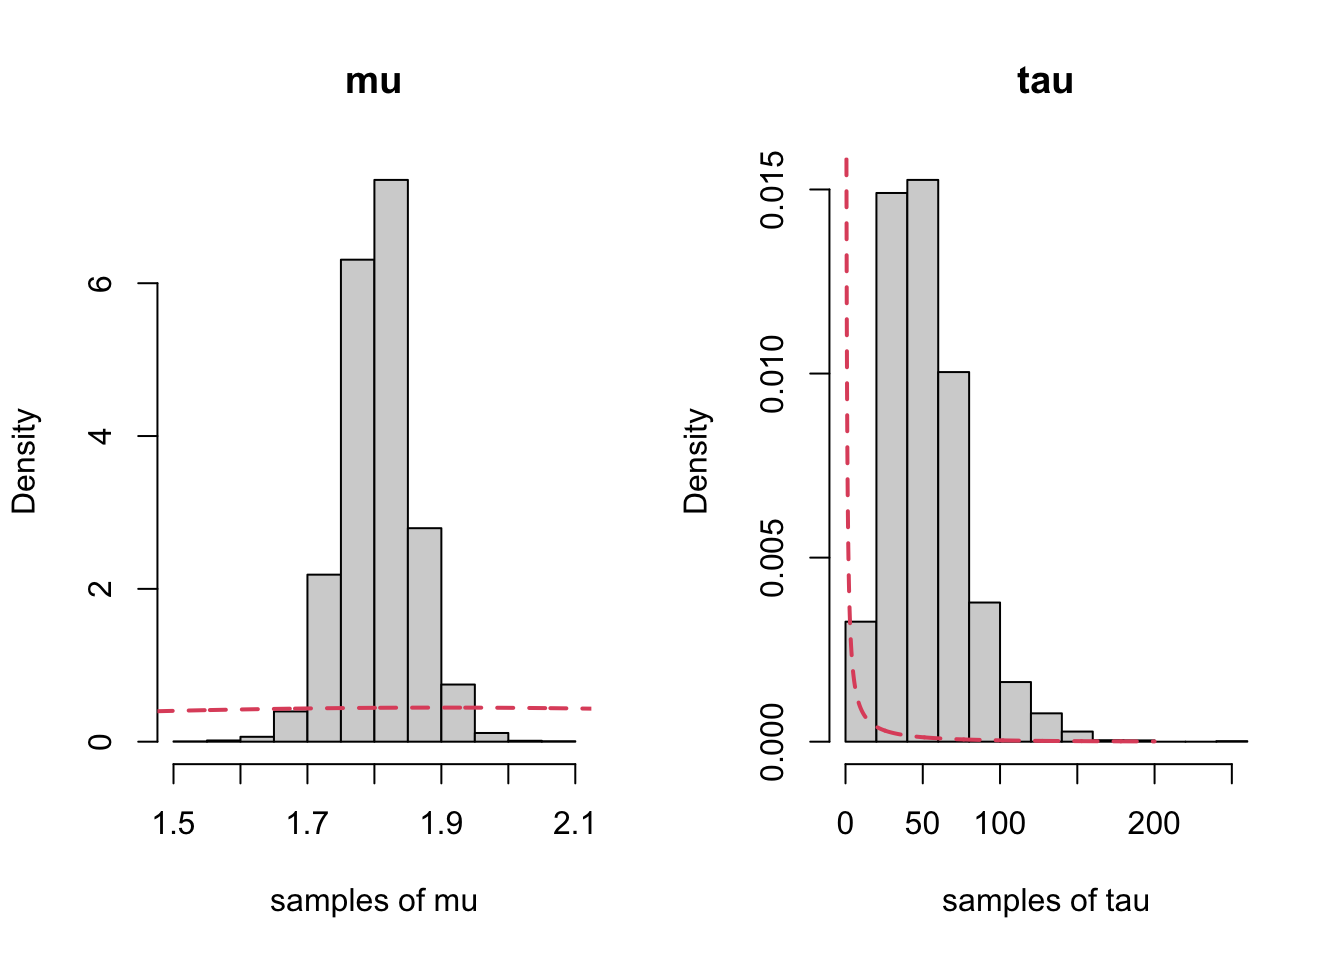 mu
Density
0 2 4 6
1.5 1.7 1.9 2.1
samples of mu
tau
Density
0.000 0.005 0.010 0.015
0 50 100 200
samples of tau